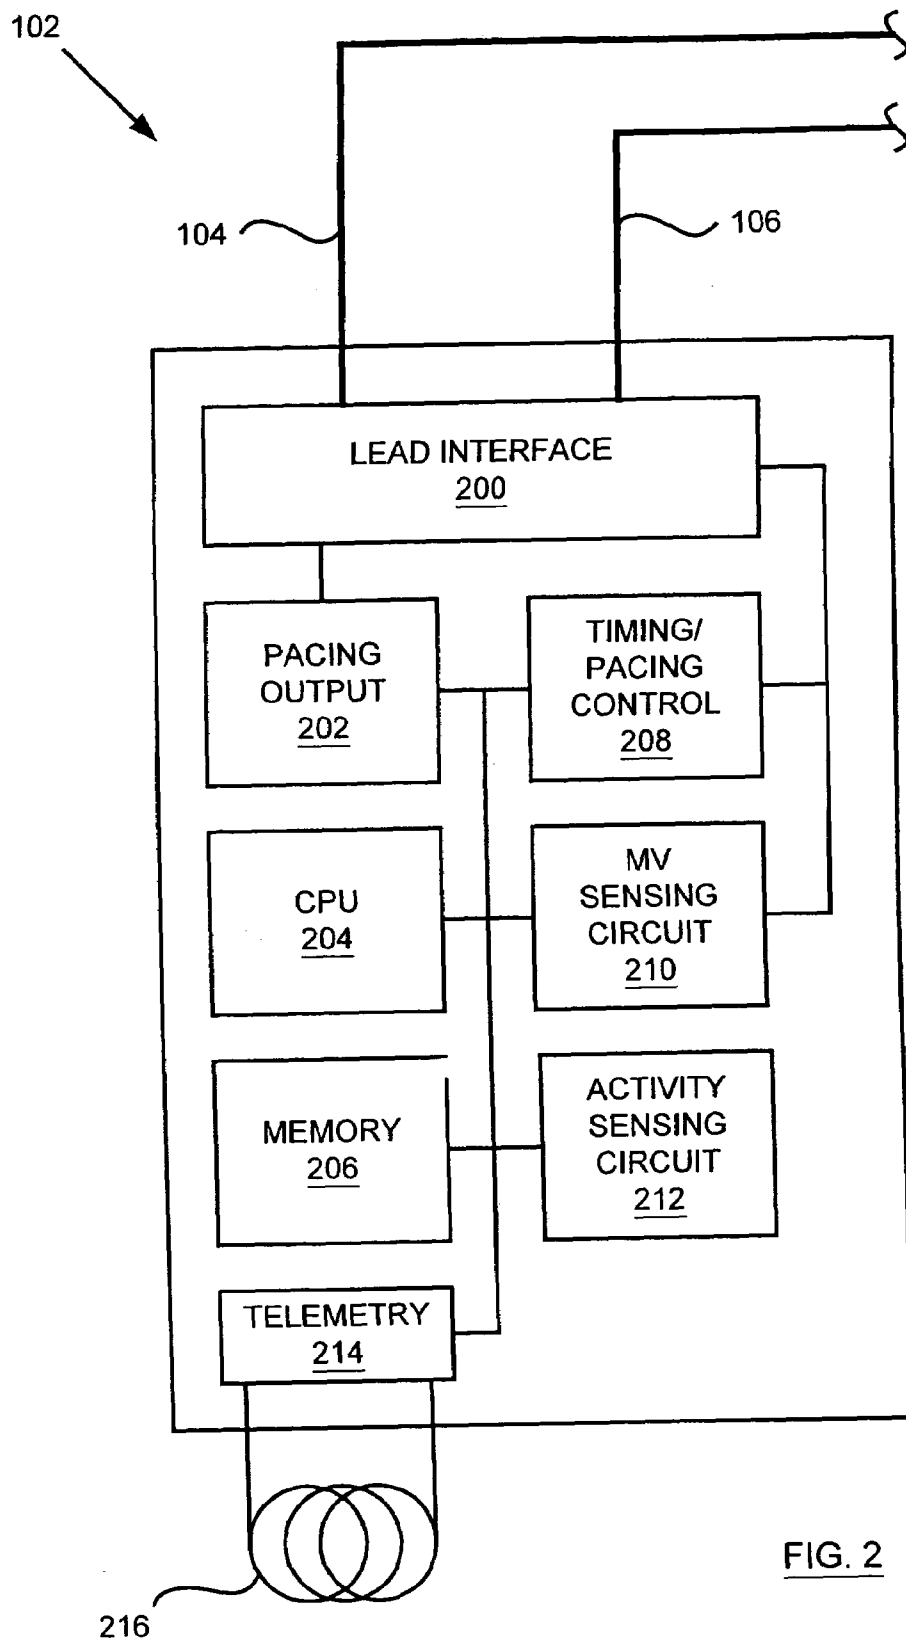 102
104
106
LEAD INTERFACE
200
PACING
OUTPUT
202
TIMING/
PACING
CONTROL
208
CPU
204
MV
SENSING
CIRCUIT
210
MEMORY
206
ACTIVITY
SENSING
CIRCUIT
212
TELEMETRY
214
216
FIG. 2